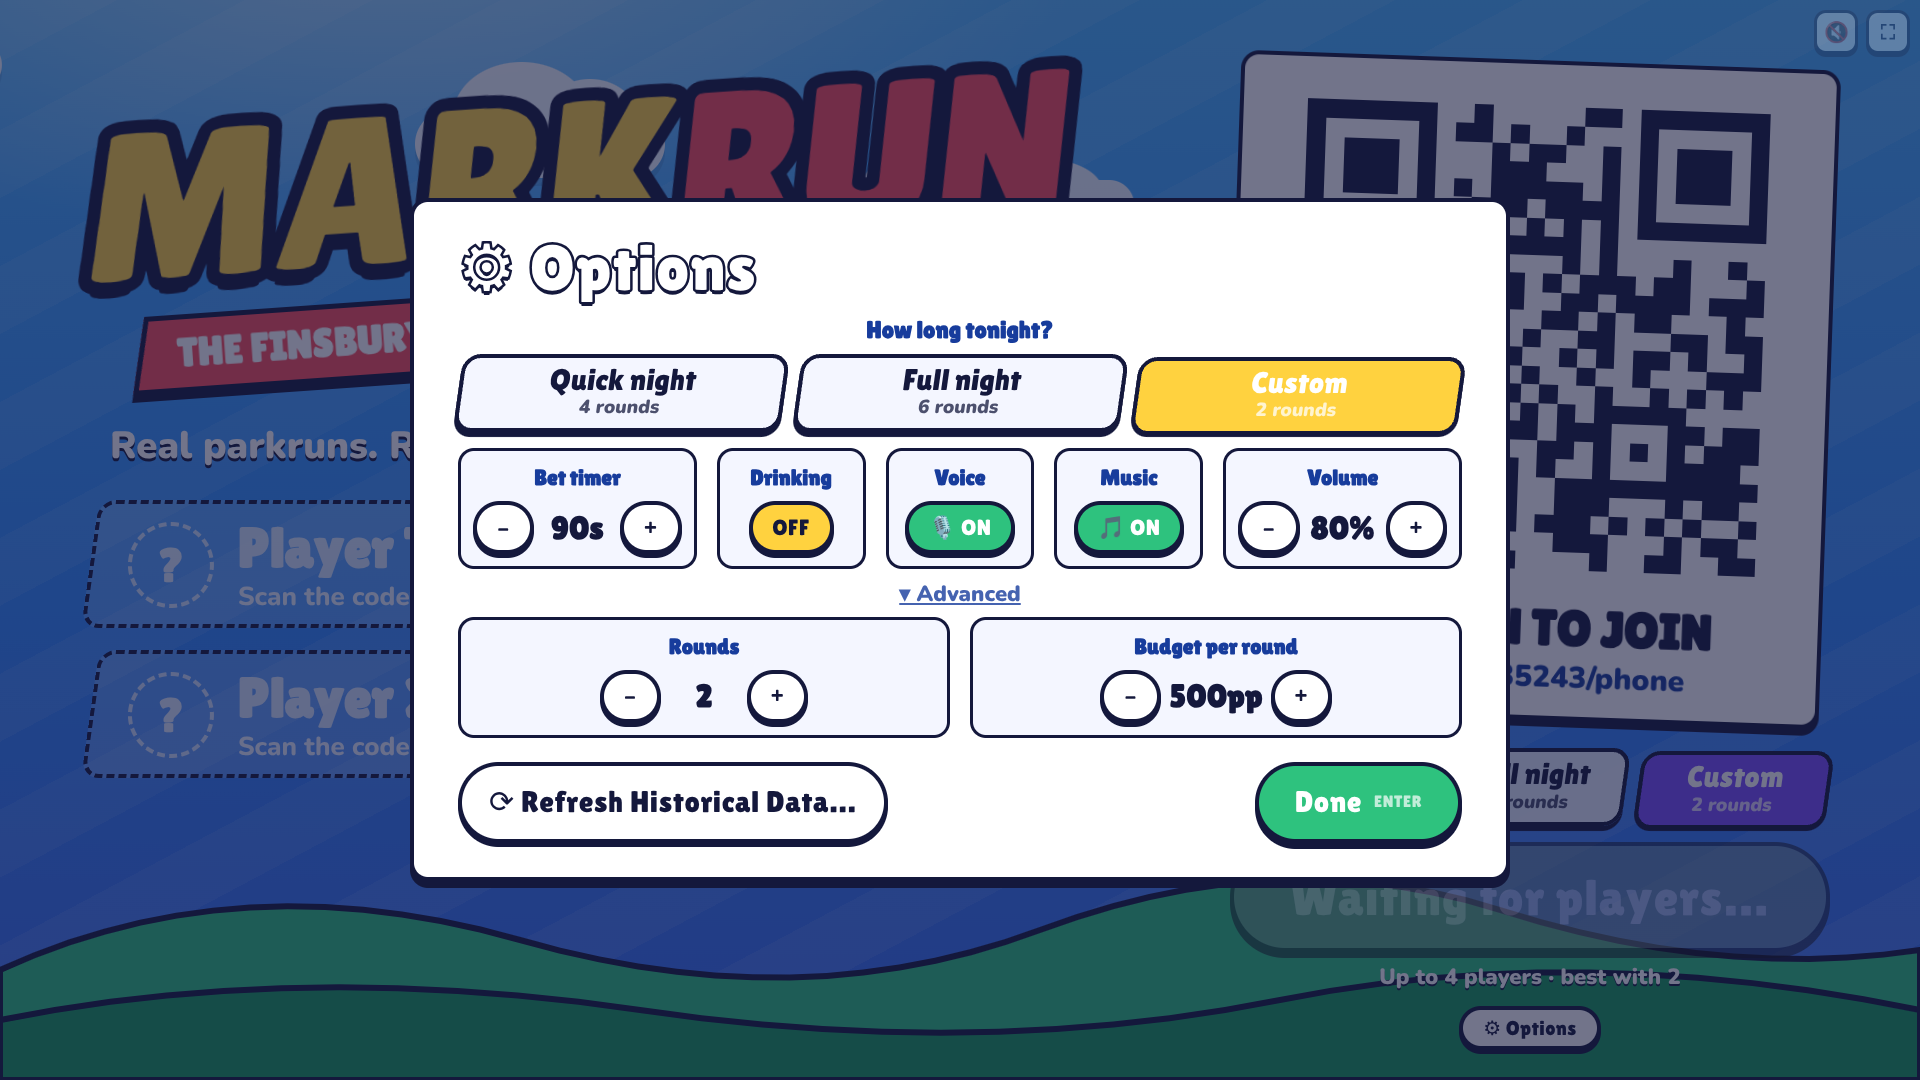 MARKRUN
THE FINSBURY
Real parkruns.
Player
Scan the code
Player
Scan the code
⚙ Options
How long tonight?
Quick night
4 rounds
Full night
6 rounds
Custom
2 rounds
Bet timer
– 90s +
Drinking
OFF
Voice
🎙️ ON
Music
🎵 ON
Volume
– 80% +
▾ Advanced
Rounds
– 2 +
Budget per round
– 500pp +
⟳ Refresh Historical Data...
Done ENTER
TO JOIN
5243/phone
night
rounds
Custom
2 rounds
Waiting for players...
Up to 4 players · best with 2
⚙ Options